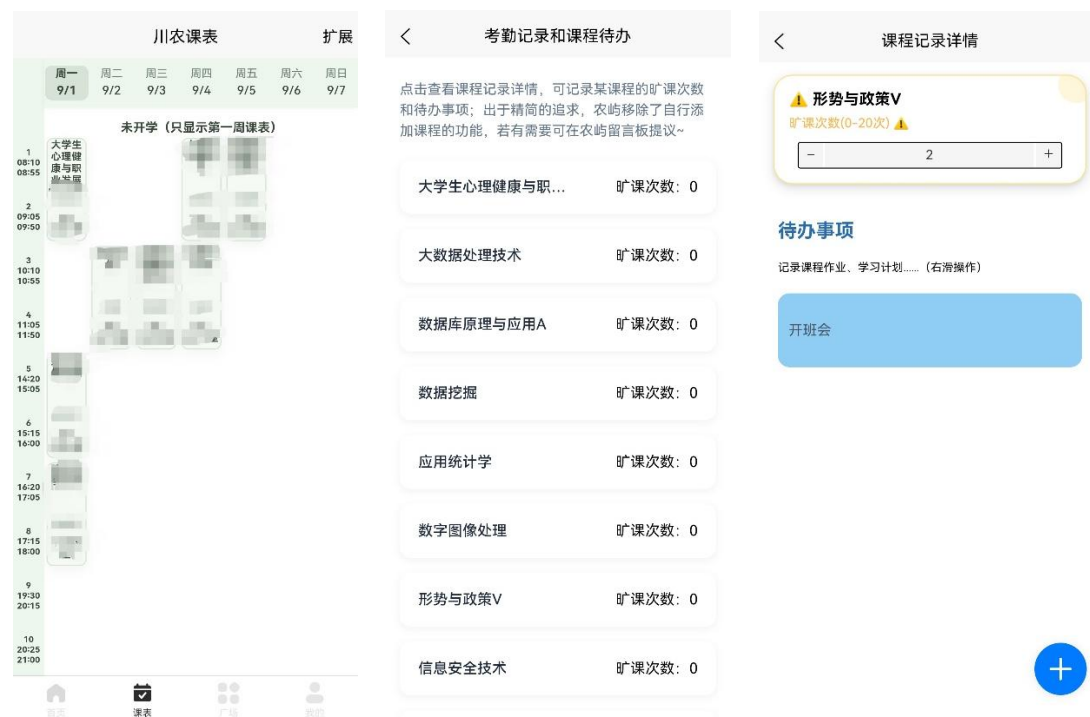 川农课表
扩展
周一 周二 周三 周四 周五 周六 周日
9/1 9/2 9/3 9/4 9/5 9/6 9/7
未开学（只显示第一周课表）
大学生
心理健
康与职
业发展
1
08:10
08:55
2
09:05
09:50
3
10:10
10:55
4
11:05
11:50
5
14:20
15:05
6
15:15
16:00
7
16:20
17:05
8
17:15
18:00
9
19:30
20:15
10
20:25
21:00
首页 课表 广场 我的
考勤记录和课程待办
点击查看课程记录详情，可记录某课程的旷课次数
和待办事项；出于精简的追求，农屿移除了自行添
加课程的功能，若有需要可在农屿留言板提议~
大学生心理健康与职... 旷课次数：0
大数据处理技术 旷课次数：0
数据库原理与应用A 旷课次数：0
数据挖掘 旷课次数：0
应用统计学 旷课次数：0
数字图像处理 旷课次数：0
形势与政策V 旷课次数：0
信息安全技术 旷课次数：0
课程记录详情
⚠️ 形势与政策V
旷课次数(0-20次) ⚠️
- 2 +
待办事项
记录课程作业、学习计划......（右滑操作）
开班会